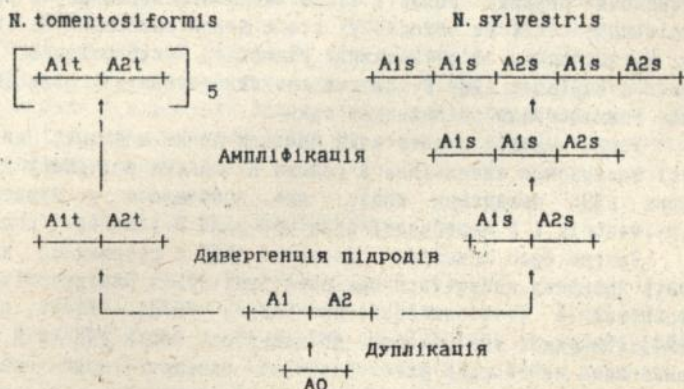 N. tomentosiformis N. sylvestris
A1t A2t A1s A1s A2s A1s A2s
5
A1s A1s A2s
Ампліфікація
A1t A2t A1s A2s
Дивергенція підродів
A1 A2
Дуплікація
A0